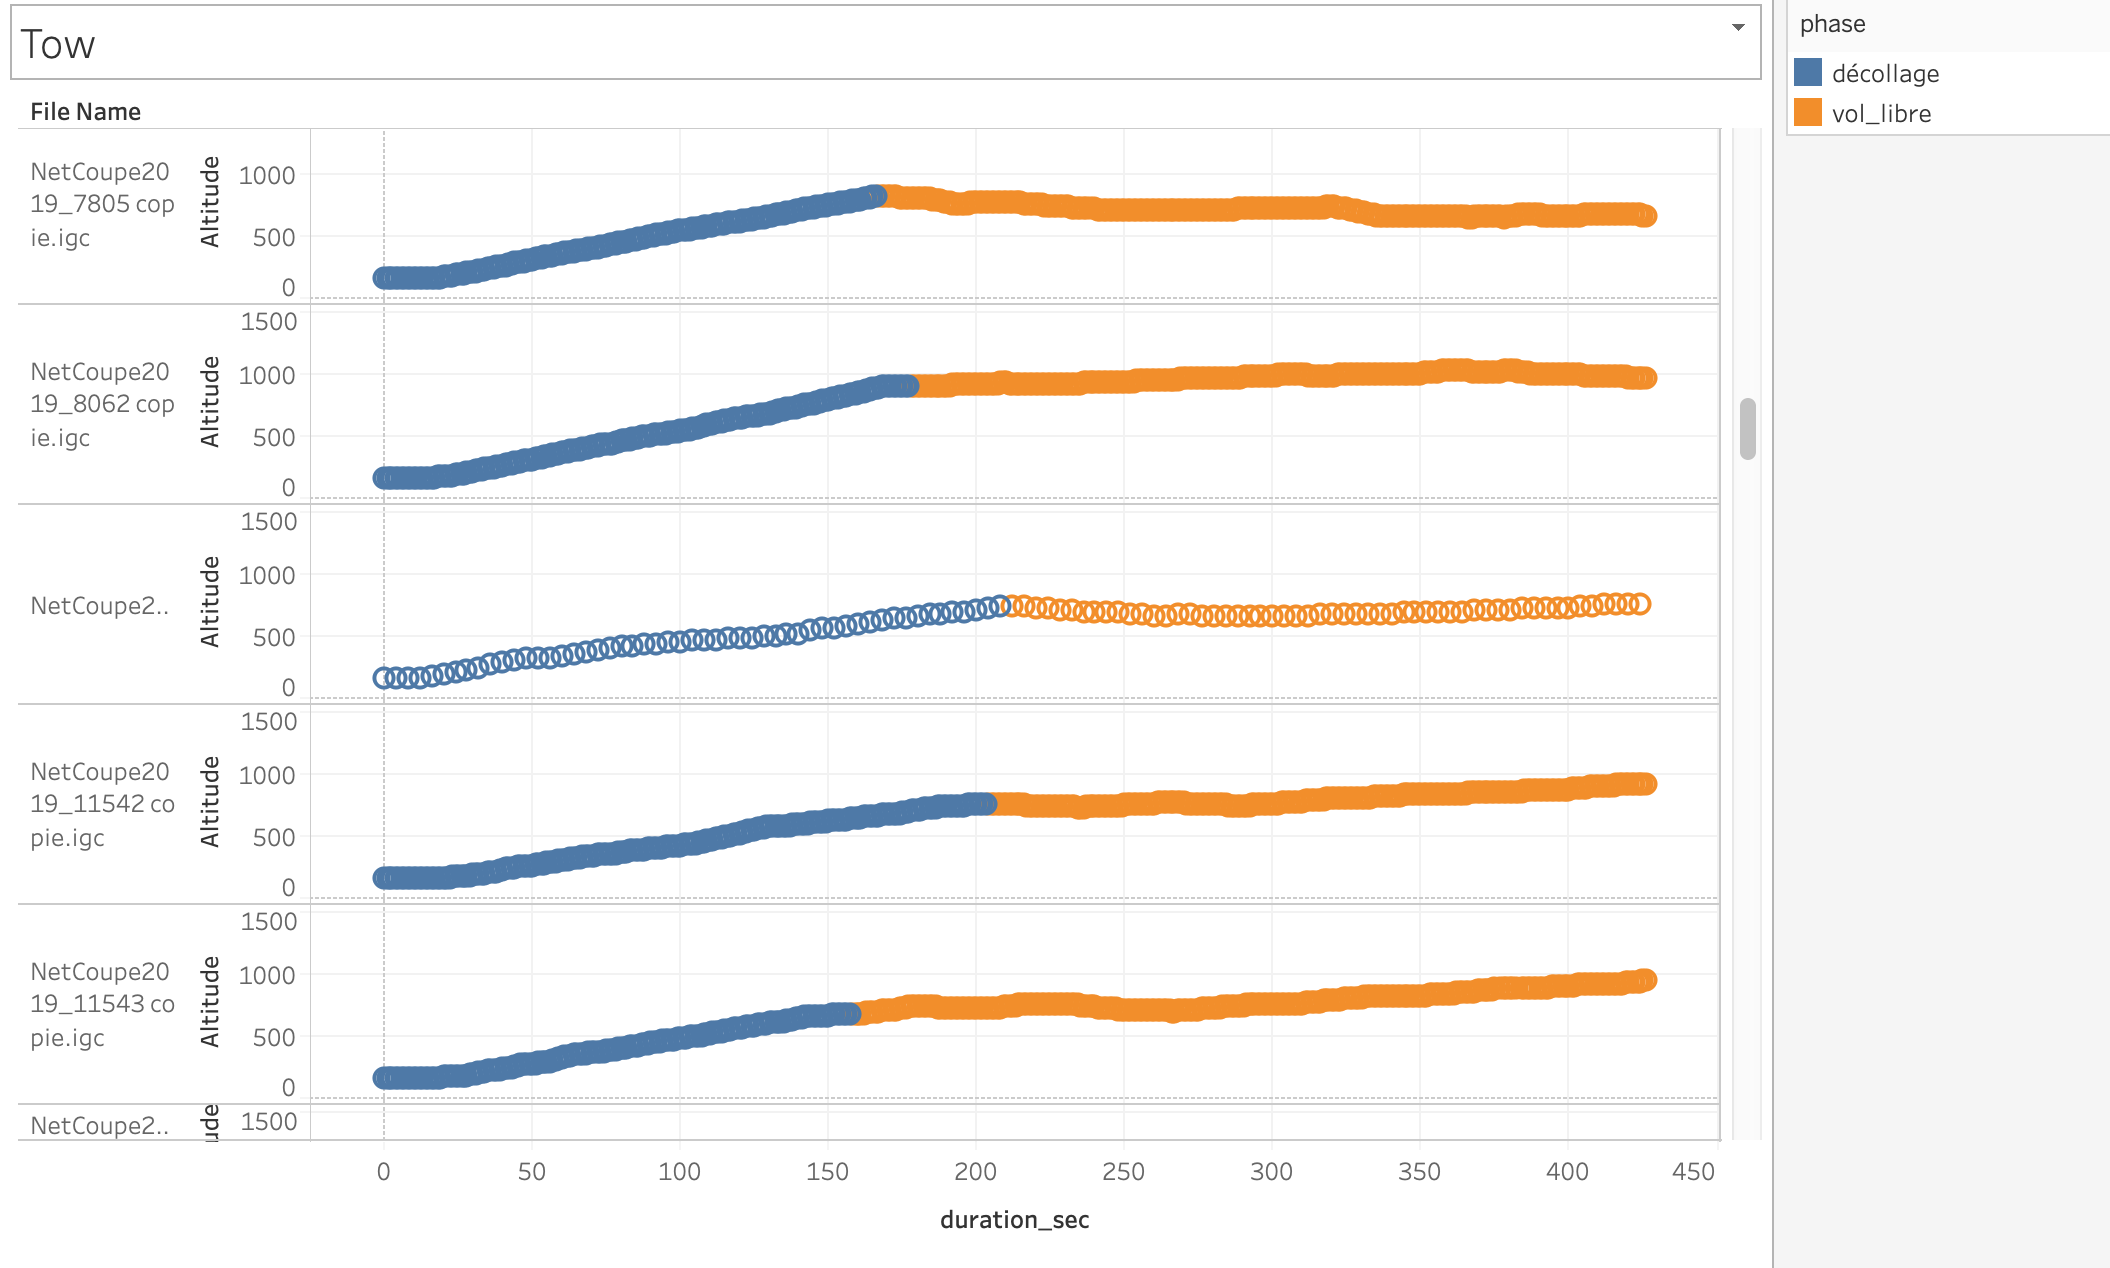 Tow
phase
décollage
vol_libre
File Name
NetCoupe20
19_7805 cop
ie.igc
Altitude
1000
500
0
NetCoupe20
19_8062 cop
ie.igc
Altitude
1500
1000
500
0
NetCoupe2..
Altitude
1500
1000
500
0
NetCoupe20
19_11542 co
pie.igc
Altitude
1500
1000
500
0
NetCoupe20
19_11543 co
pie.igc
Altitude
1500
1000
500
0
NetCoupe2..
ude
1500
0 50 100 150 200 250 300 350 400 450
duration_sec